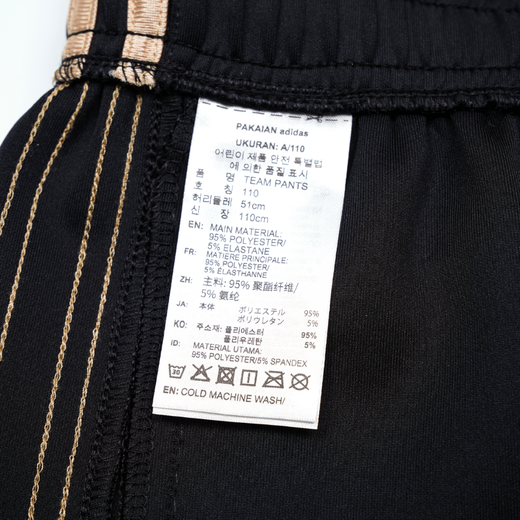 PAKAIAN adidas
UKURAN: A/110
어린이 제품 안전 특별법
에 의한 품질 표시
품 명 TEAM PANTS
호 칭 110
허리둘레 51cm
신 장 110cm
EN: MAIN MATERIAL:
95% POLYESTER/
5% ELASTANE
FR: MATIÈRE PRINCIPALE:
95% POLYESTER/
5% ÉLASTHANNE
ZH: 主料: 95% 聚酯纤维/
5% 氨纶
JA: 本体 ポリエステル 95%
ポリウレタン 5%
KO: 주소재: 폴리에스터 95%
폴리우레탄 5%
ID: MATERIAL UTAMA:
95% POLYESTER/5% SPANDEX
30
EN: COLD MACHINE WASH/